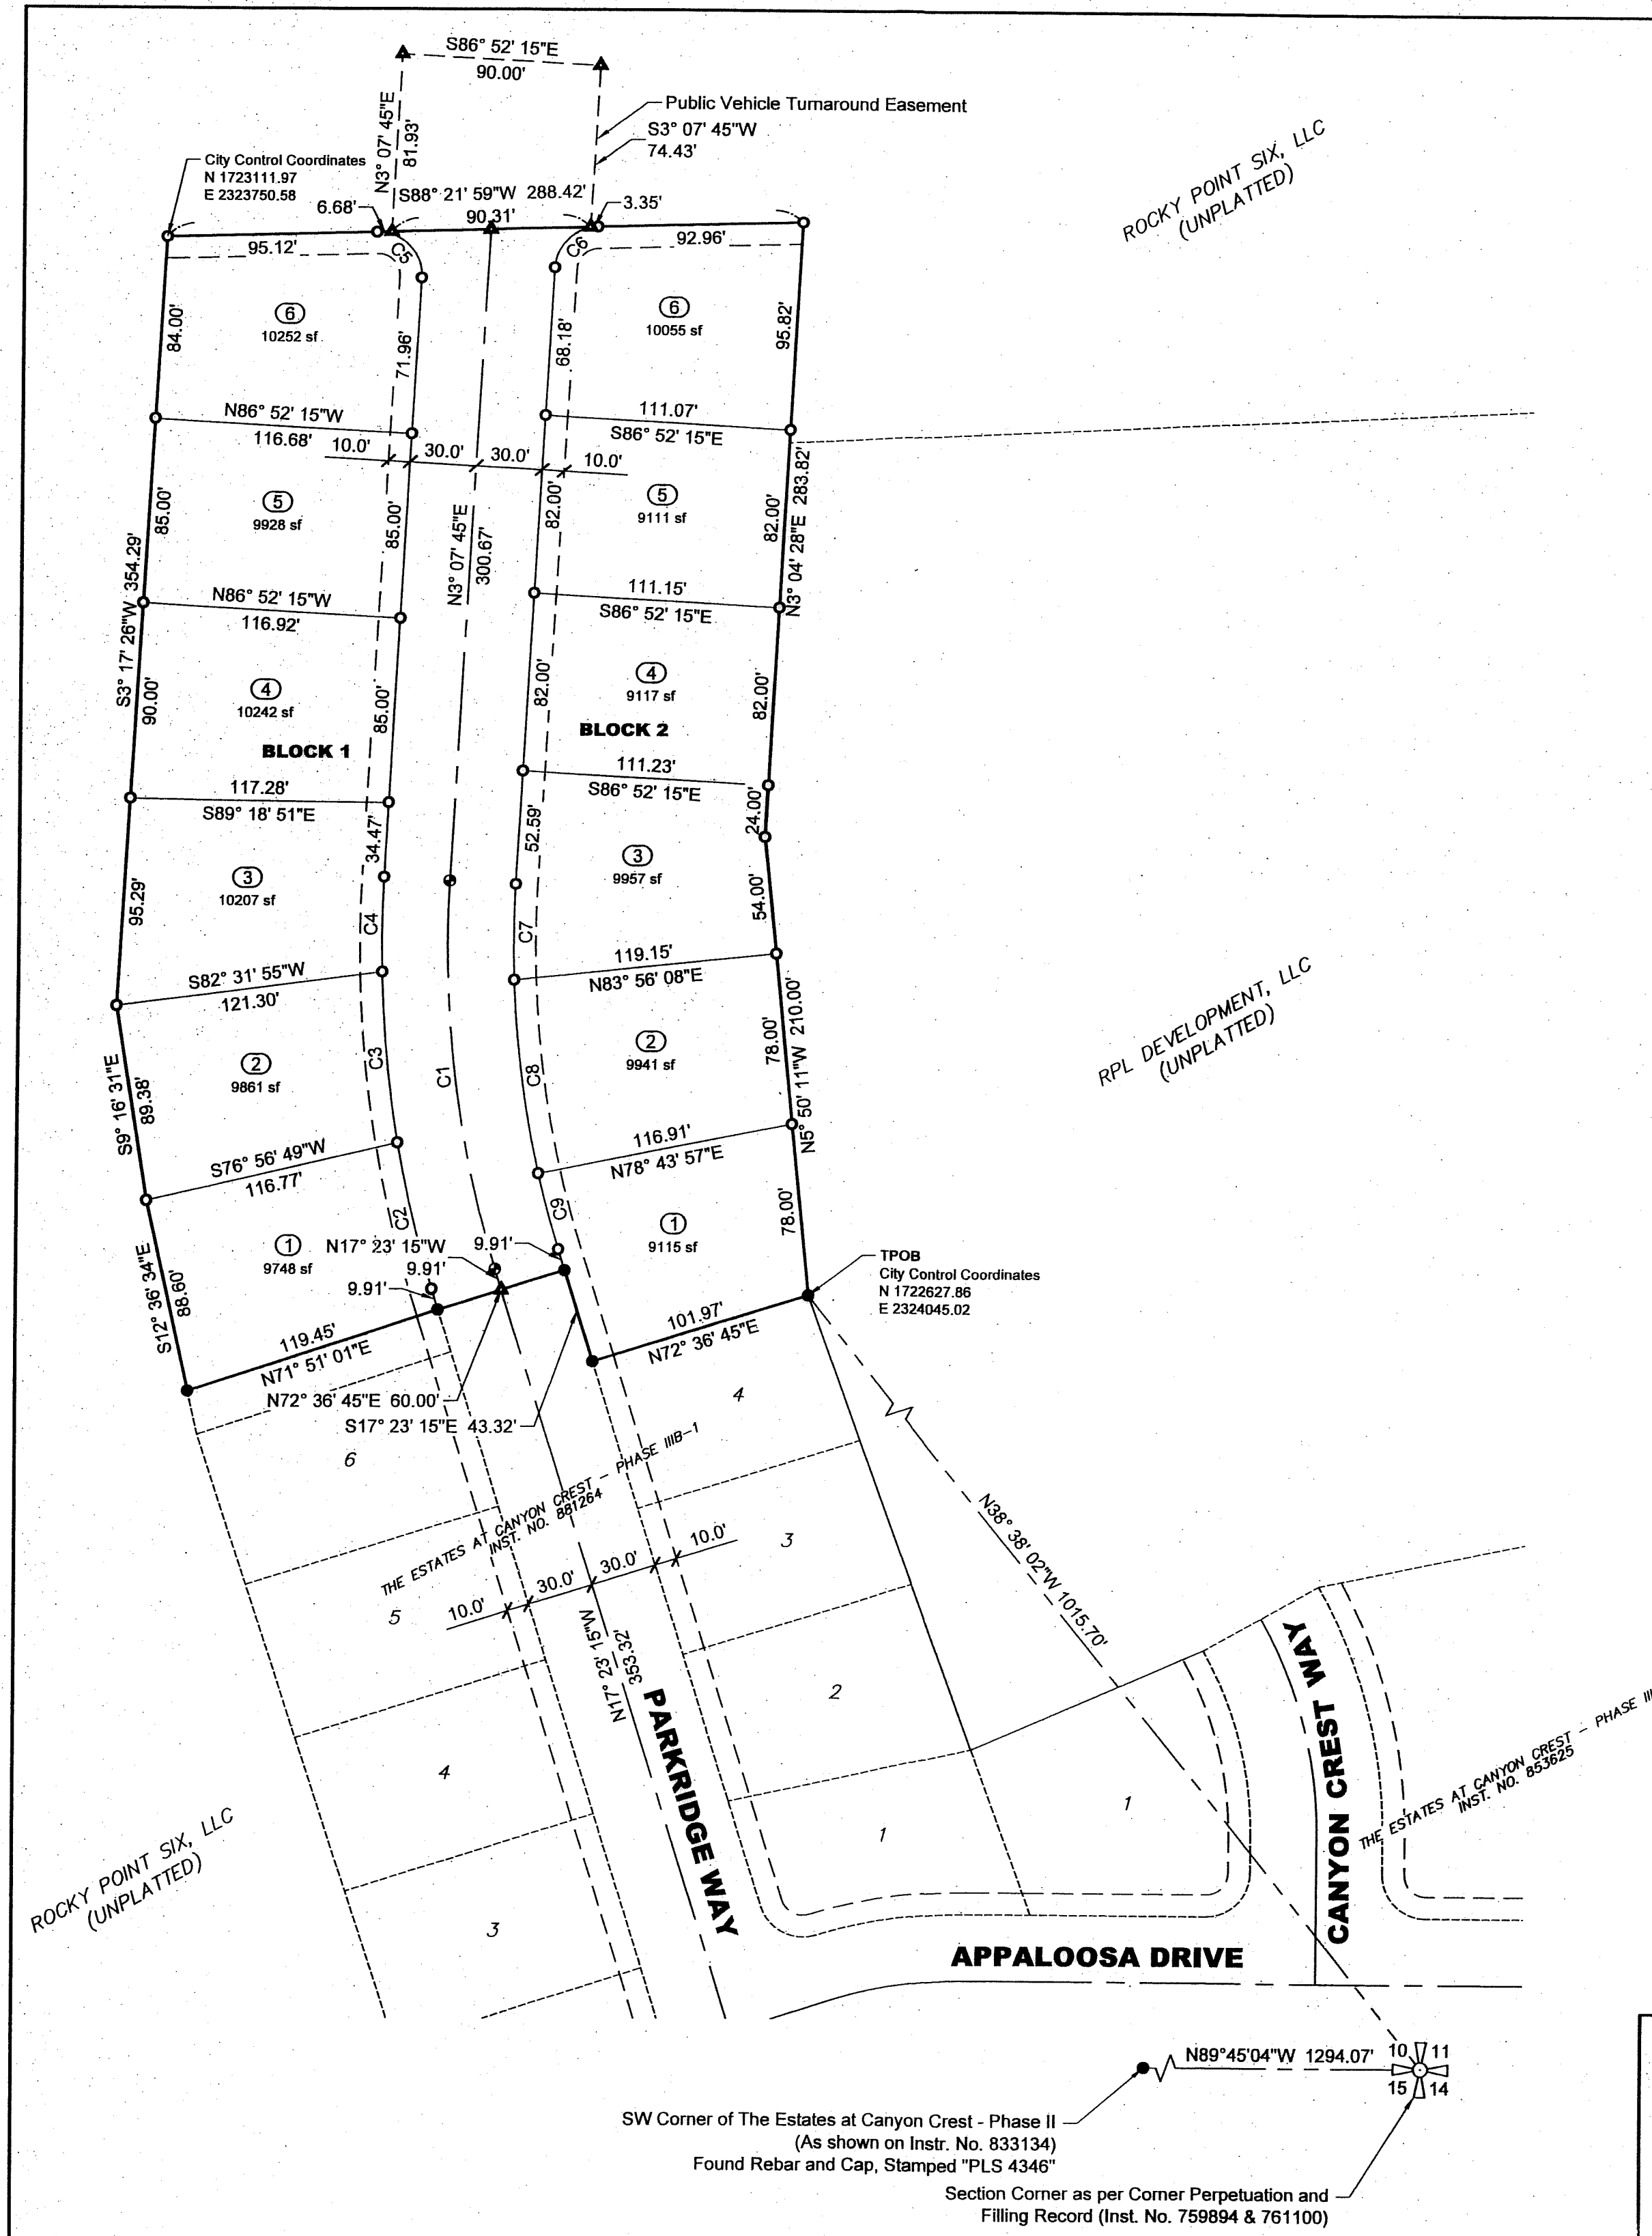 S86° 52' 15"E
90.00'
Public Vehicle Turnaround Easement
S3° 07' 45"W
74.43'
N3° 07' 45"E
81.93'
City Control Coordinates
N 1723111.97
E 2323750.58
S88° 21' 59"W 288.42'
6.68'
90.31'
3.35'
95.12'
92.96'
C5
C6
ROCKY POINT SIX, LLC
(UNPLATTED)
84.00'
6
10252 sf
71.96'
68.18'
6
10055 sf
95.82'
N86° 52' 15"W
116.68'
111.07'
S86° 52' 15"E
10.0'
30.0'
30.0'
10.0'
85.00'
5
9928 sf
85.00'
N3° 07' 45"E
300.67'
82.00'
5
9111 sf
82.00'
N3° 04' 28"E 283.82'
S3° 17' 26"W 354.29'
N86° 52' 15"W
116.92'
111.15'
S86° 52' 15"E
90.00'
4
10242 sf
85.00'
82.00'
4
9117 sf
82.00'
BLOCK 1
BLOCK 2
117.28'
S89° 18' 51"E
111.23'
S86° 52' 15"E
24.00'
34.47'
52.59'
95.29'
3
10207 sf
3
9957 sf
54.00'
C4
C7
S82° 31' 55"W
121.30'
119.15'
N83° 56' 08"E
RPL DEVELOPMENT, LLC
(UNPLATTED)
S9° 16' 31"E
89.38'
2
9861 sf
C3
C1
C8
2
9941 sf
78.00'
N5° 50' 11"W 210.00'
S76° 56' 49"W
116.77'
116.91'
N78° 43' 57"E
S12° 36' 34"E
88.60'
1
9748 sf
C2
N17° 23' 15"W
9.91'
9.91'
9.91'
C9
1
9115 sf
78.00'
TPOB
City Control Coordinates
N 1722627.86
E 2324045.02
119.45'
N71° 51' 01"E
101.97'
N72° 36' 45"E
N72° 36' 45"E 60.00'
S17° 23' 15"E 43.32'
6
4
THE ESTATES AT CANYON CREST - PHASE IIIB-1
INST. NO. 881264
5
10.0'
30.0'
30.0'
10.0'
3
N38° 38' 02"W 1015.70'
N17° 23' 15"W
353.32'
PARKRIDGE WAY
2
4
1
1
CANYON CREST WAY
THE ESTATES AT CANYON CREST - PHASE III
INST. NO. 853625
ROCKY POINT SIX, LLC
(UNPLATTED)
3
APPALOOSA DRIVE
N89°45'04"W 1294.07'
10
11
15
14
SW Corner of The Estates at Canyon Crest - Phase II
(As shown on Instr. No. 833134)
Found Rebar and Cap, Stamped "PLS 4346"
Section Corner as per Corner Perpetuation and
Filling Record (Inst. No. 759894 & 761100)